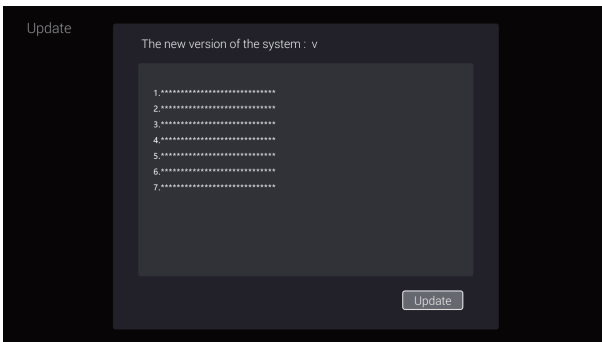 Update
The new version of the system : v
1.*****************************
2.*****************************
3.*****************************
4.*****************************
5.*****************************
6.*****************************
7.*****************************
Update